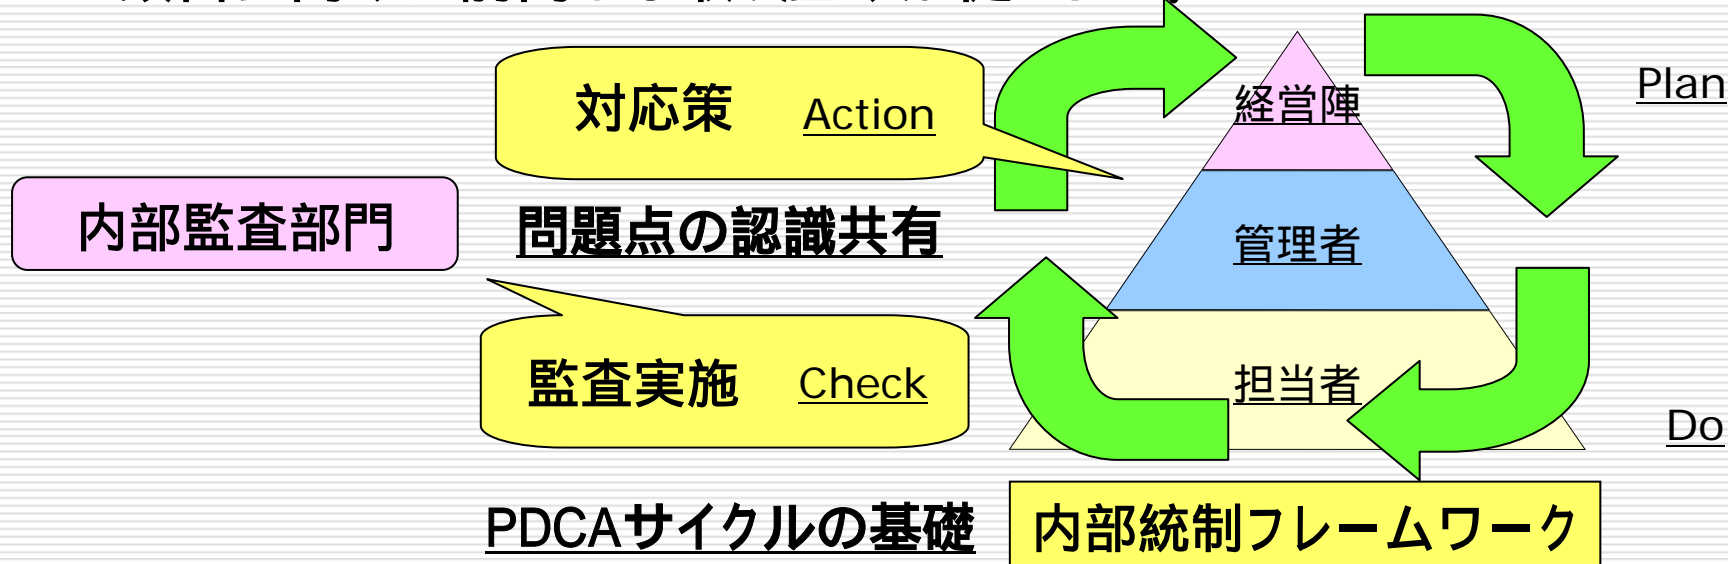 対応策 Action
経営陣
Plan
内部監査部門
問題点の認識共有
管理者
監査実施 Check
担当者
Do
PDCAサイクルの基礎
内部統制フレームワーク